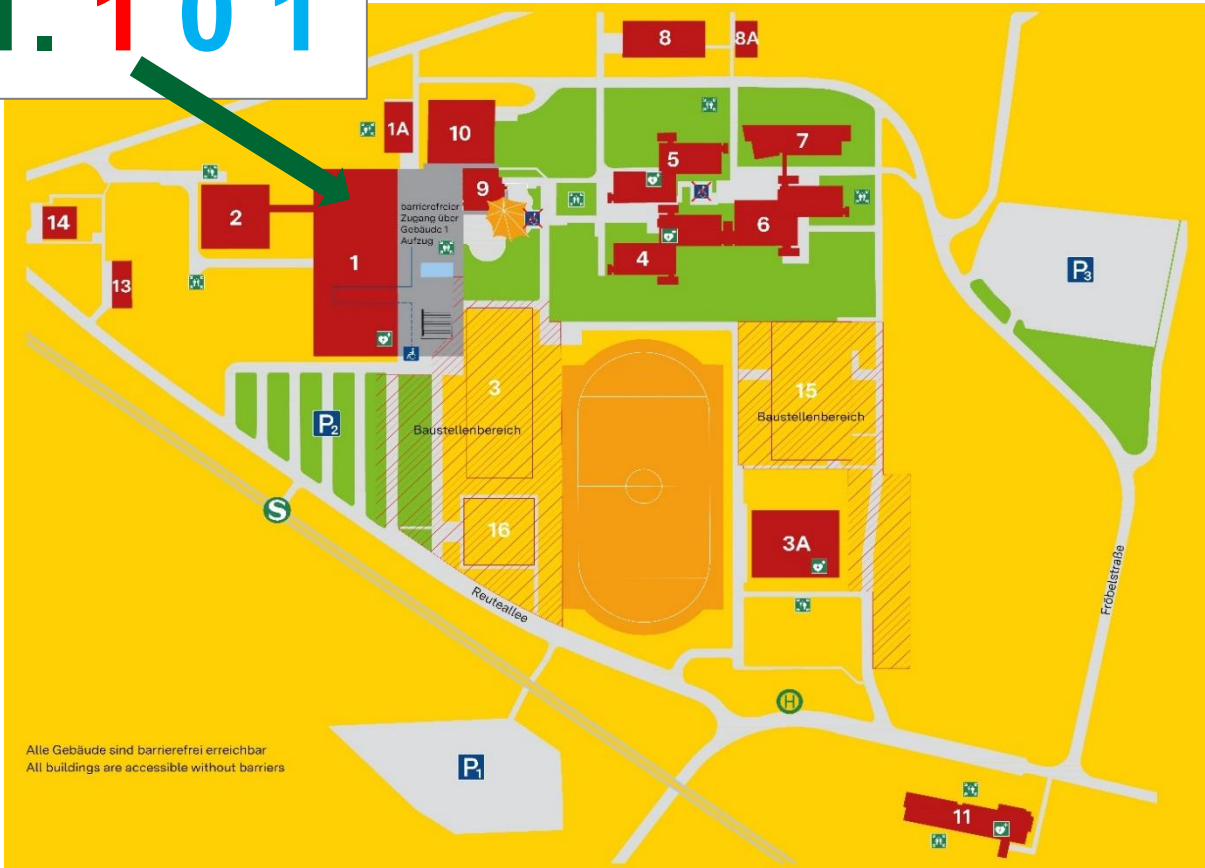 1. 1 0 1
8
8A
1A
10
7
5
9
2
14
6
barrierefreier
Zugang über
Gebäude 1
Aufzug
1
4
13
P3
3
15
Baustellenbereich
P2
Baustellenbereich
S
16
3A
Reuteallee
Fröbelstraße
H
Alle Gebäude sind barrierefrei erreichbar
All buildings are accessible without barriers
P1
11